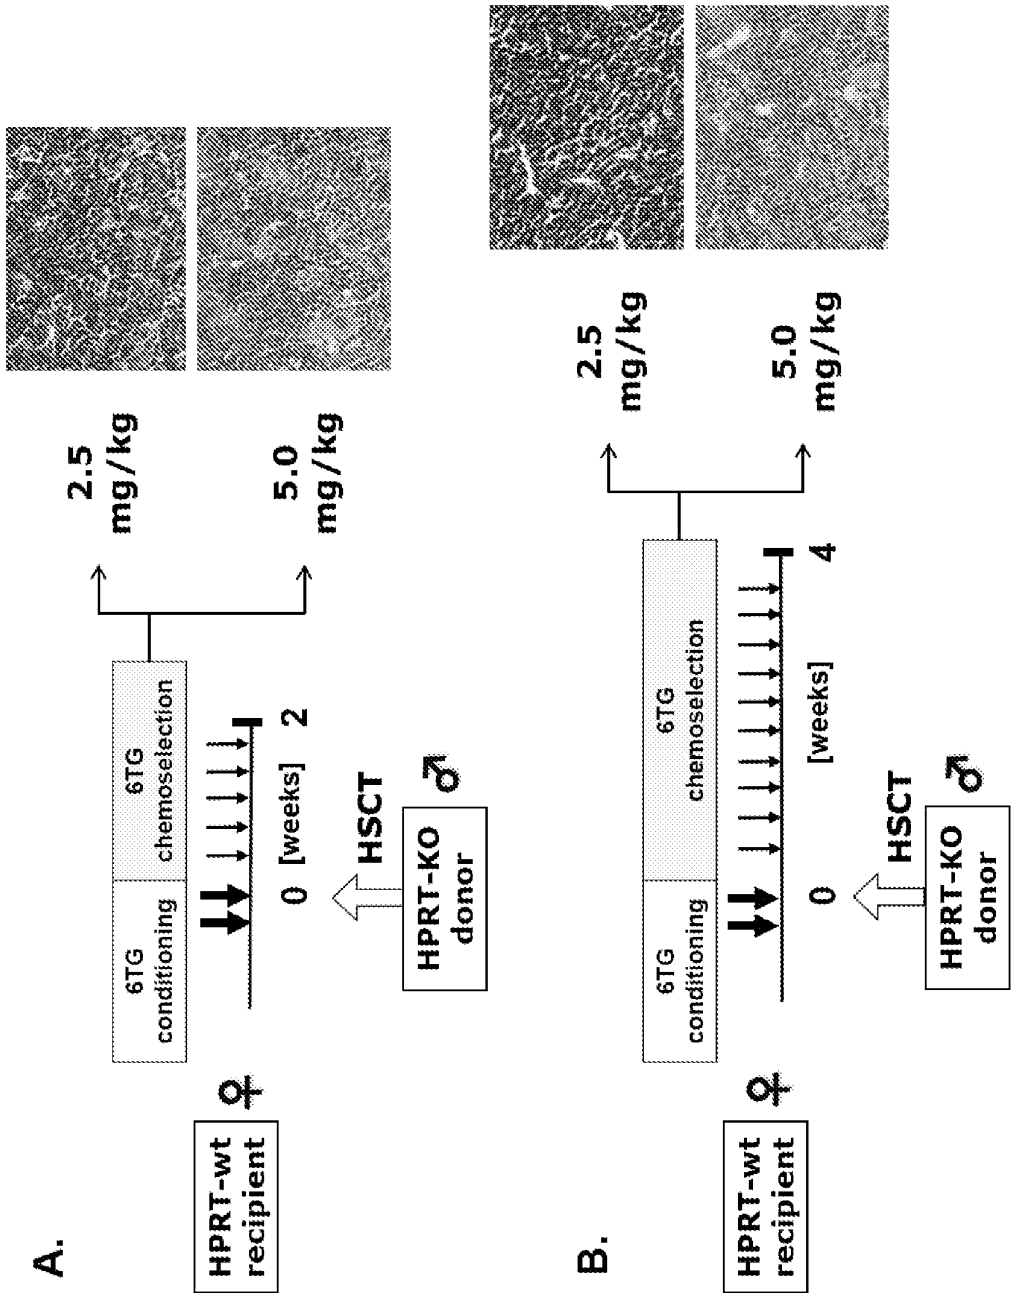 A.
HPRT-wt
recipient
♀
6TG
conditioning
6TG
chemoselection
0
[weeks]
2
HSCT
HPRT-KO
donor
♂
2.5
mg/kg
5.0
mg/kg
B.
HPRT-wt
recipient
♀
6TG
conditioning
6TG
chemoselection
0
[weeks]
4
HSCT
HPRT-KO
donor
♂
2.5
mg/kg
5.0
mg/kg